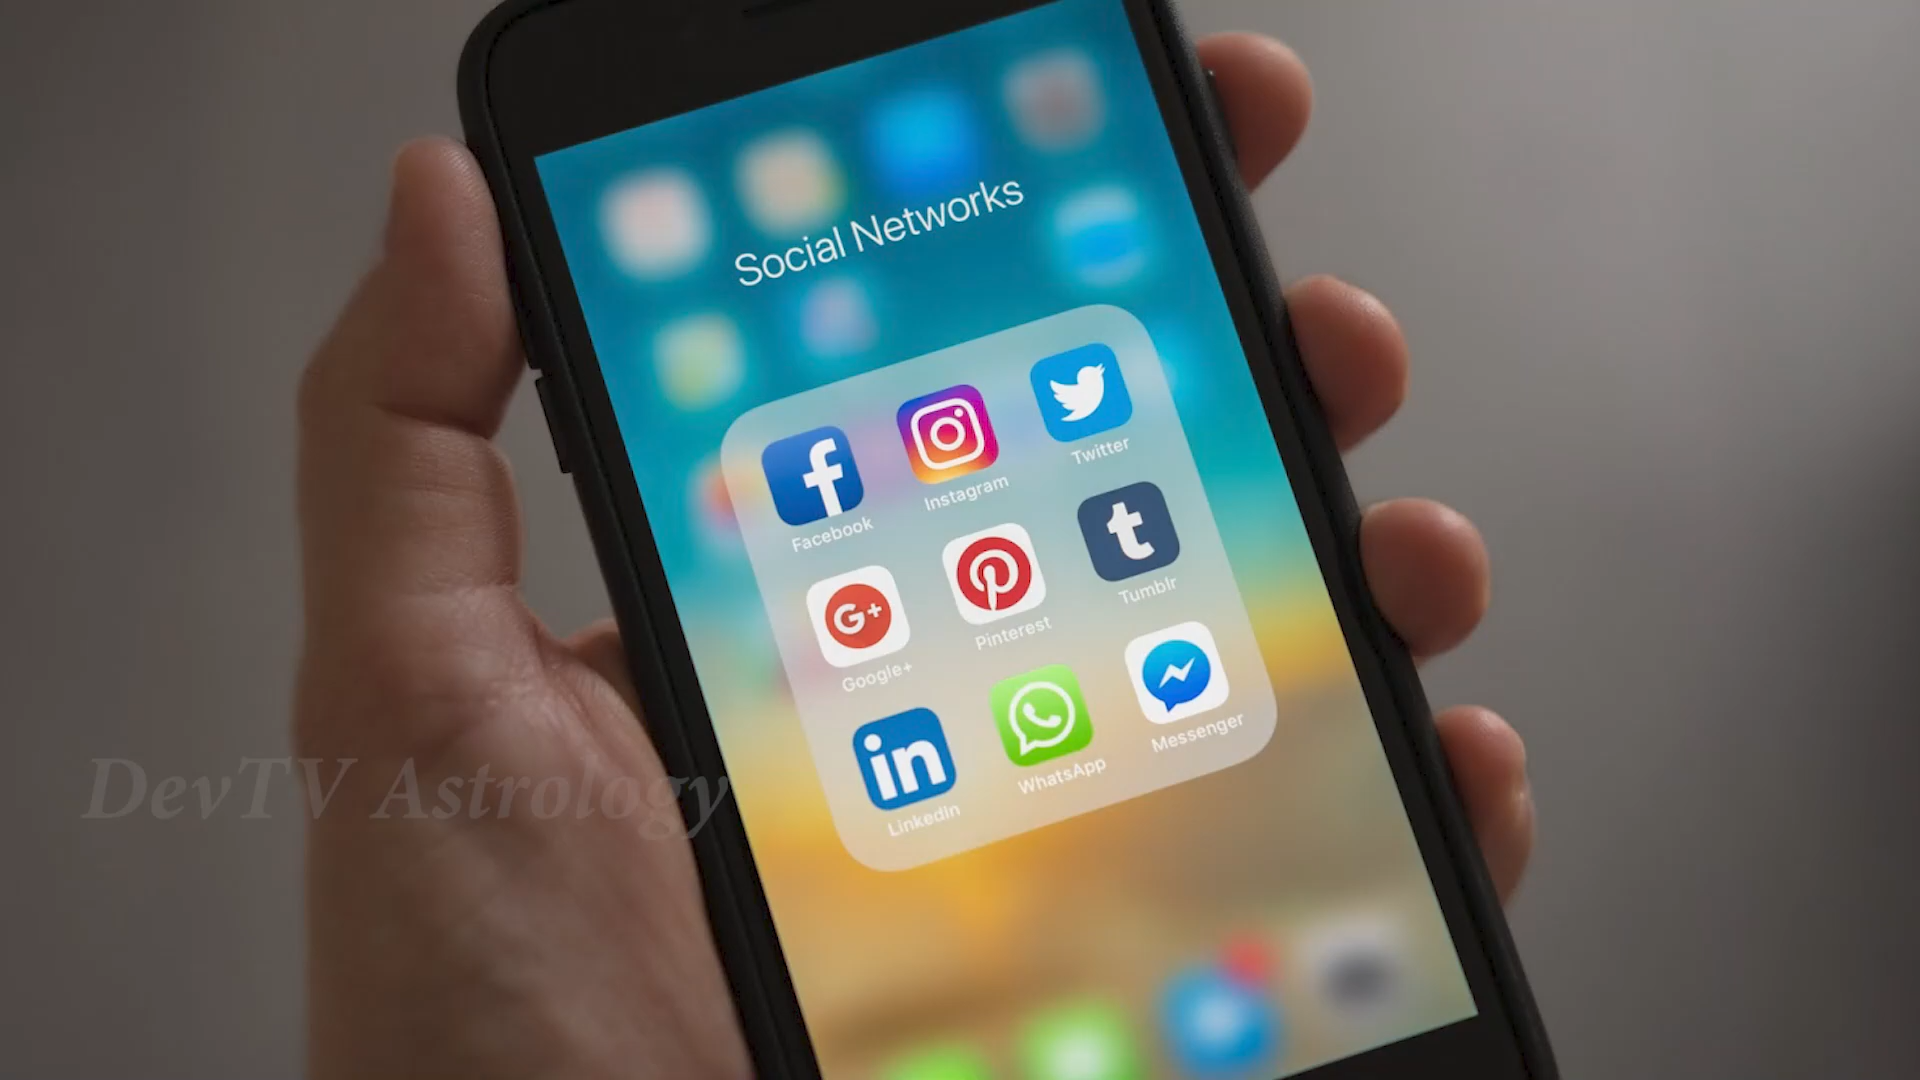 Social Networks
Facebook
Instagram
Twitter
Google+
Pinterest
Tumblr
LinkedIn
WhatsApp
Messenger
DevTV Astrology